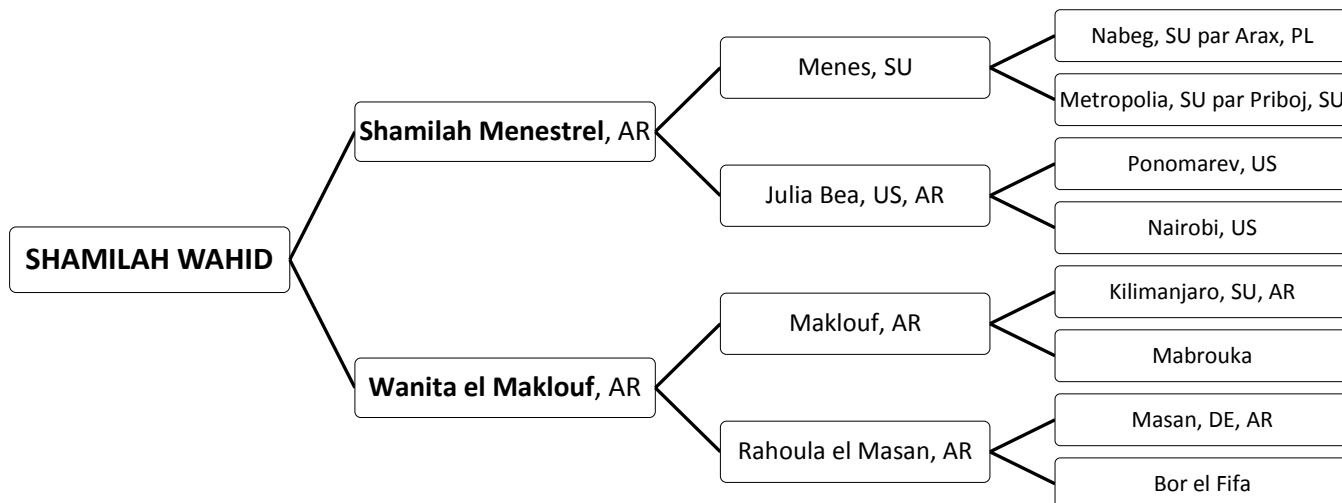 SHAMILAH WAHID
Shamilah Menestrel, AR
Wanita el Maklouf, AR
Menes, SU
Julia Bea, US, AR
Maklouf, AR
Rahoula el Masan, AR
Nabeg, SU par Arax, PL
Metropolia, SU par Priboj, SU
Ponomarev, US
Nairobi, US
Kilimanjaro, SU, AR
Mabrouka
Masan, DE, AR
Bor el Fifa